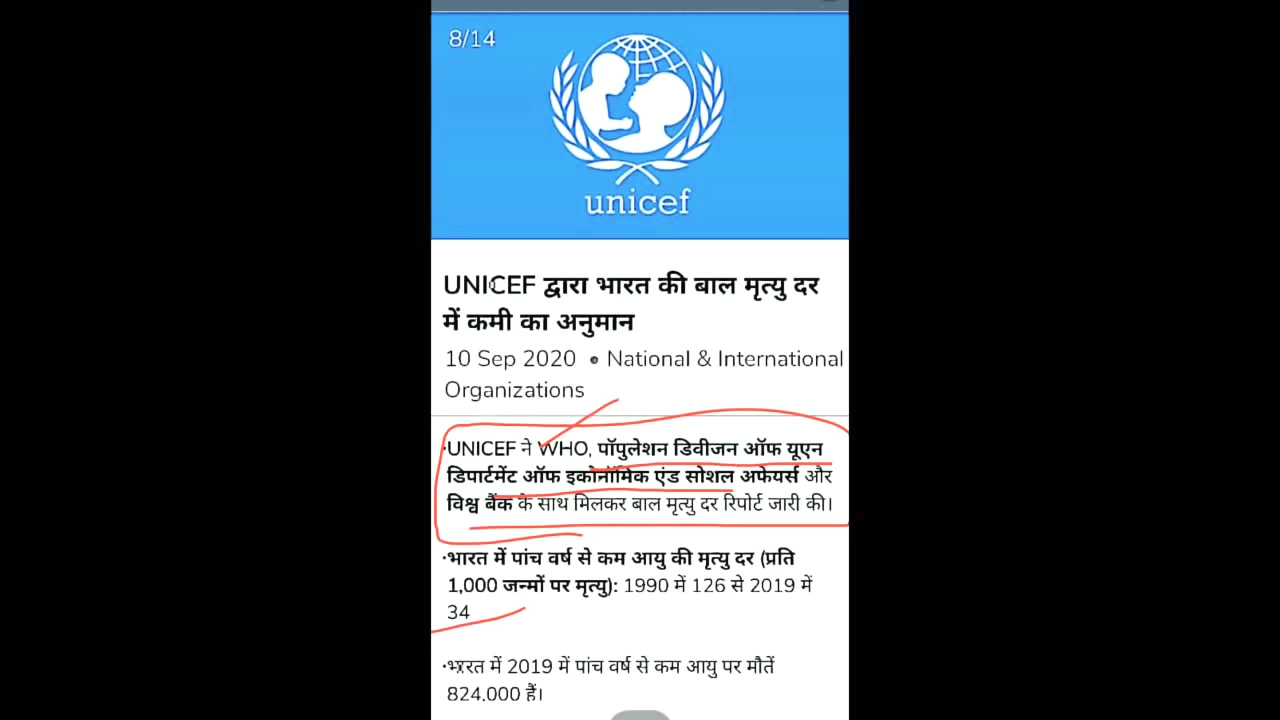 8/14
unicef
UNICEF द्वारा भारत की बाल मृत्यु दर
में कमी का अनुमान
10 Sep 2020 • National & International
Organizations
·UNICEF ने WHO, पॉपुलेशन डिवीजन ऑफ यूएन
डिपार्टमेंट ऑफ इकोनॉमिक एंड सोशल अफेयर्स और
विश्व बैंक के साथ मिलकर बाल मृत्यु दर रिपोर्ट जारी की।
·भारत में पांच वर्ष से कम आयु की मृत्यु दर (प्रति
1,000 जन्मों पर मृत्यु): 1990 में 126 से 2019 में
34
·भारत में 2019 में पांच वर्ष से कम आयु पर मौतें
824,000 हैं।